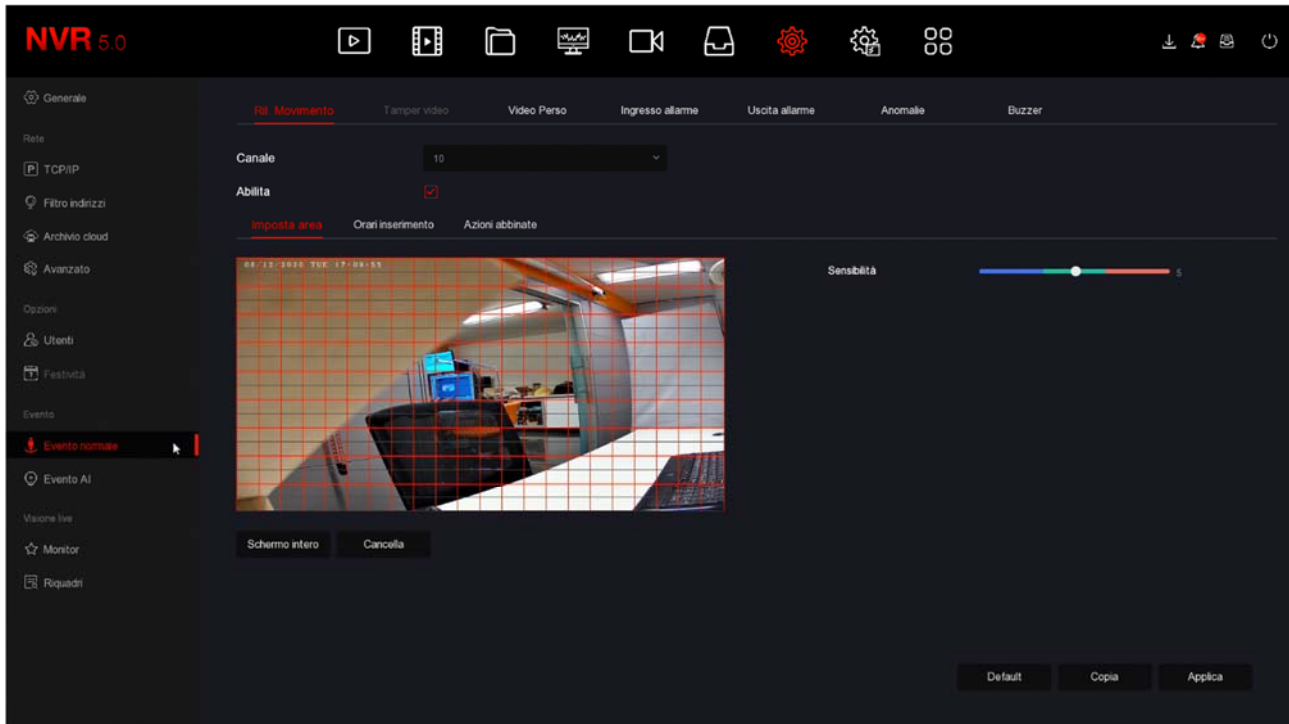 NVR 5.0
Generale
Rete
TCP/IP
Filtro indirizzi
Archivio cloud
Avanzato
Opzioni
Utenti
Festività
Evento
Evento normale
Evento AI
Visione live
Monitor
Riquadri
Ril. Movimento Tamper video Video Perso Ingresso allarme Uscita allarme Anomalie Buzzer
Canale 10
Abilita
Imposta area Orari inserimento Azioni abbinate
TUE
Sensibilità 5
Schermo intero Cancella
Default Copia Applica